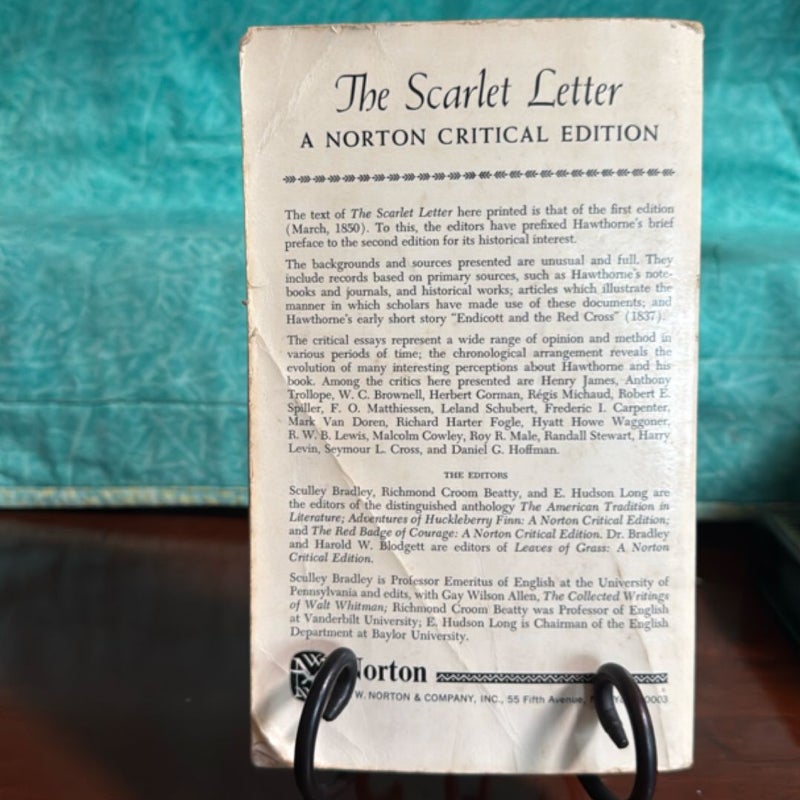 The Scarlet Letter
A NORTON CRITICAL EDITION
The text of The Scarlet Letter here printed is that of the first edition
(March, 1850). To this, the editors have prefixed Hawthorne's brief
preface to the second edition for its historical interest.
The backgrounds and sources presented are unusual and full. They
include records based on primary sources, such as Hawthorne's note-
books and journals, and historical works; articles which illustrate the
manner in which scholars have made use of these documents; and
Hawthorne's early short story "Endicott and the Red Cross" (1837).
The critical essays represent a wide range of opinion and method in
various periods of time; the chronological arrangement reveals the
evolution of many interesting perceptions about Hawthorne and his
book. Among the critics here presented are Henry James, Anthony
Trollope, W. C. Brownell, Herbert Gorman, Régis Michaud, Robert E.
Spiller, F. O. Matthiessen, Leland Schubert, Frederic I. Carpenter,
Mark Van Doren, Richard Harter Fogle, Hyatt Howe Waggoner,
R. W. B. Lewis, Malcolm Cowley, Roy R. Male, Randall Stewart, Harry
Levin, Seymour L. Cross, and Daniel G. Hoffman.
THE EDITORS
Sculley Bradley, Richmond Croom Beatty, and E. Hudson Long are
the editors of the distinguished anthology The American Tradition in
Literature; Adventures of Huckleberry Finn: A Norton Critical Edition;
and The Red Badge of Courage: A Norton Critical Edition. Dr. Bradley
and Harold W. Blodgett are editors of Leaves of Grass: A Norton
Critical Edition.
Sculley Bradley is Professor Emeritus of English at the University of
Pennsylvania and edits, with Gay Wilson Allen, The Collected Writings
of Walt Whitman; Richmond Croom Beatty was Professor of English
at Vanderbilt University; E. Hudson Long is Chairman of the English
Department at Baylor University.
Norton
W. NORTON & COMPANY, INC., 55 Fifth Avenue,